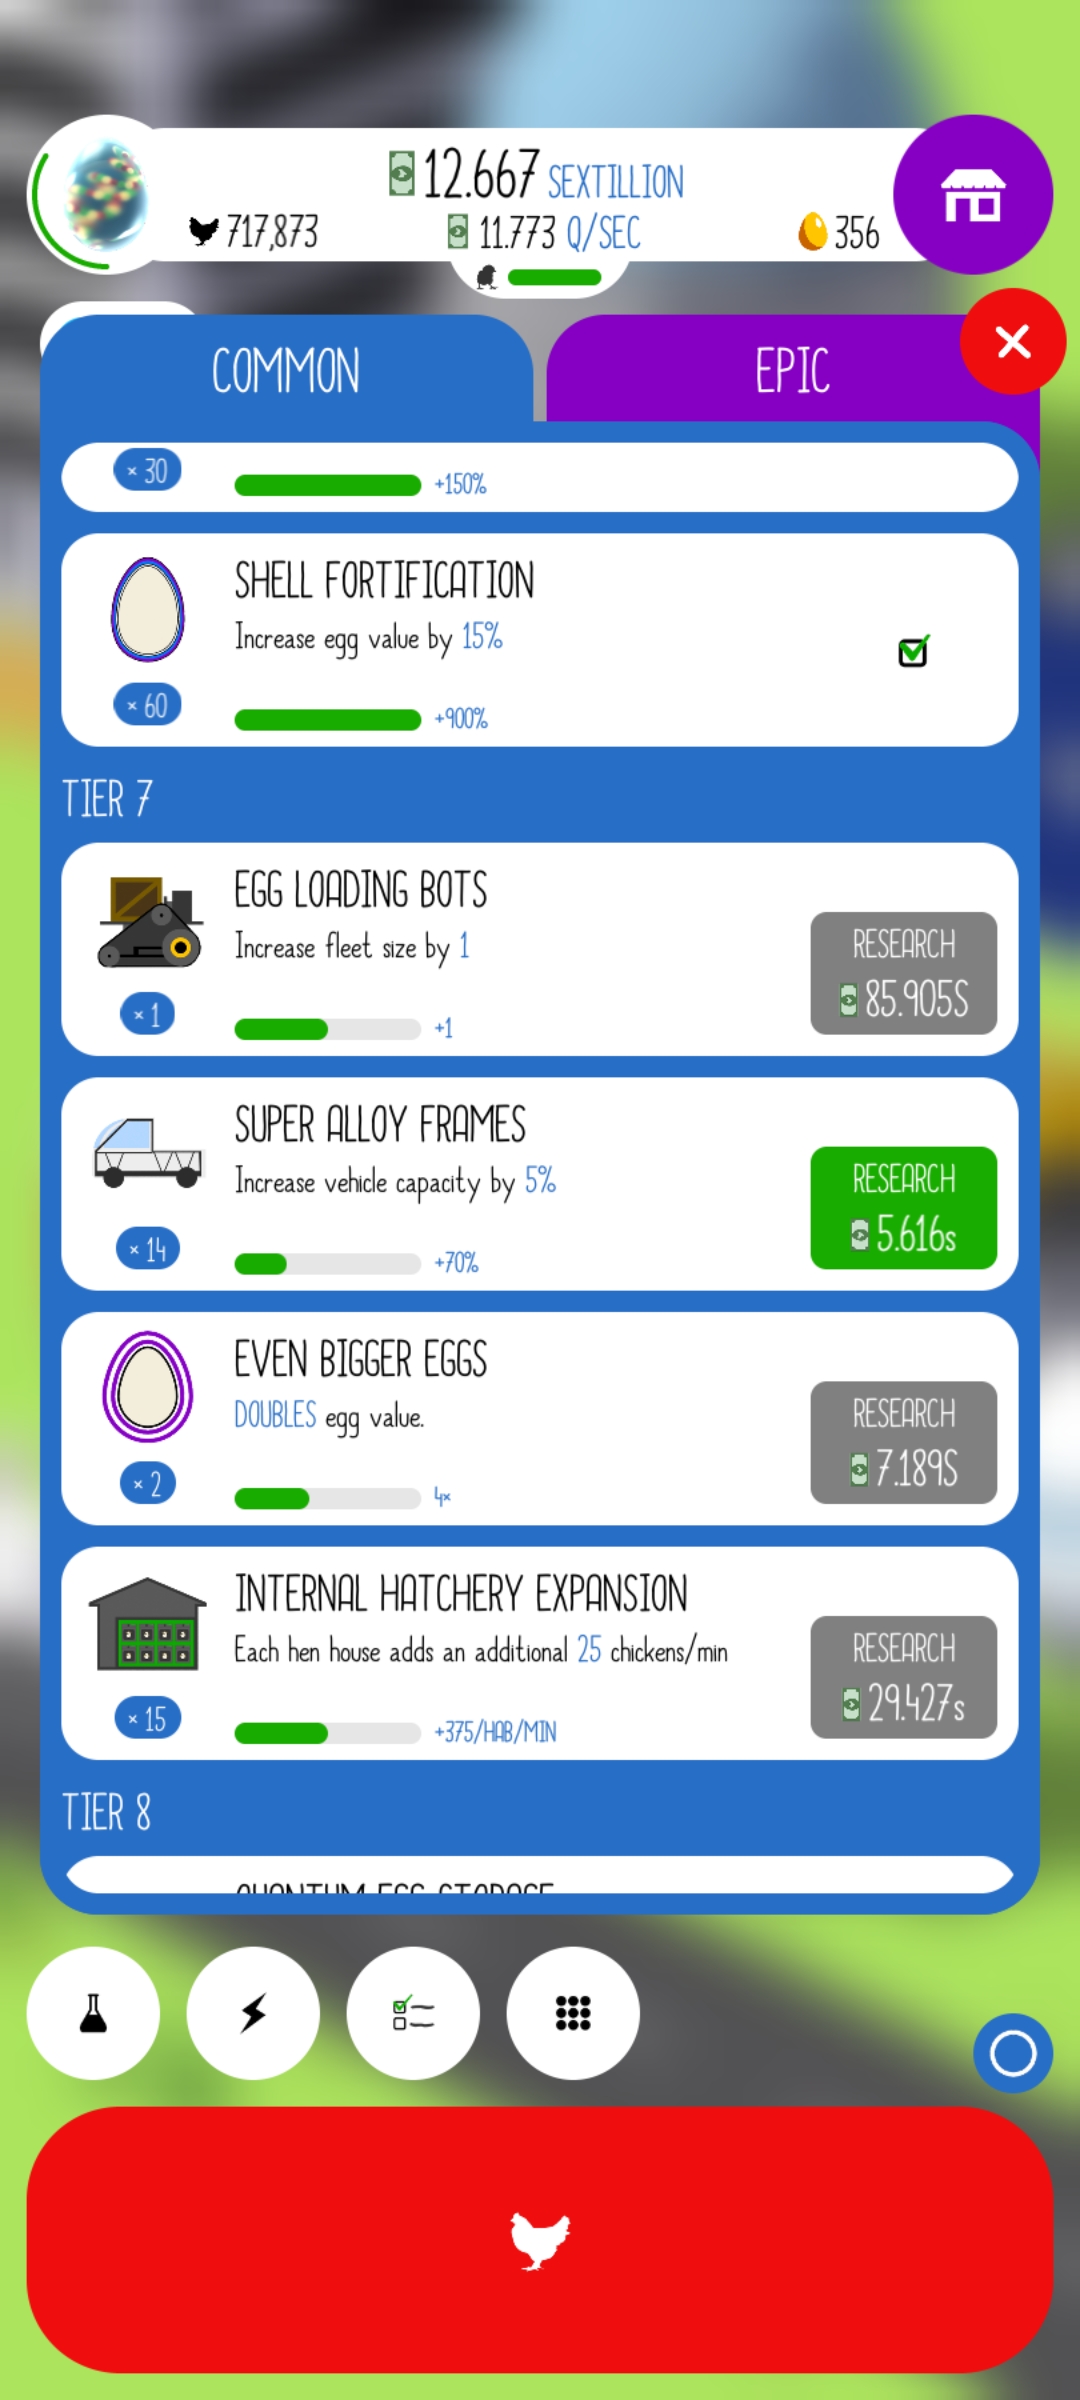 12.667 SEXTILLION
717,873
11.773 Q/SEC
356
COMMON
EPIC
× 30
+150%
SHELL FORTIFICATION
Increase egg value by 15%
× 60
+900%
TIER 7
EGG LOADING BOTS
Increase fleet size by 1
RESEARCH
85.905S
× 1
+1
SUPER ALLOY FRAMES
Increase vehicle capacity by 5%
RESEARCH
5.616s
× 14
+70%
EVEN BIGGER EGGS
DOUBLES egg value.
RESEARCH
7.189S
× 2
4×
INTERNAL HATCHERY EXPANSION
Each hen house adds an additional 25 chickens/min
RESEARCH
29.427s
× 15
+375/HAB/MIN
TIER 8
QUANTUM EGG STORAGE